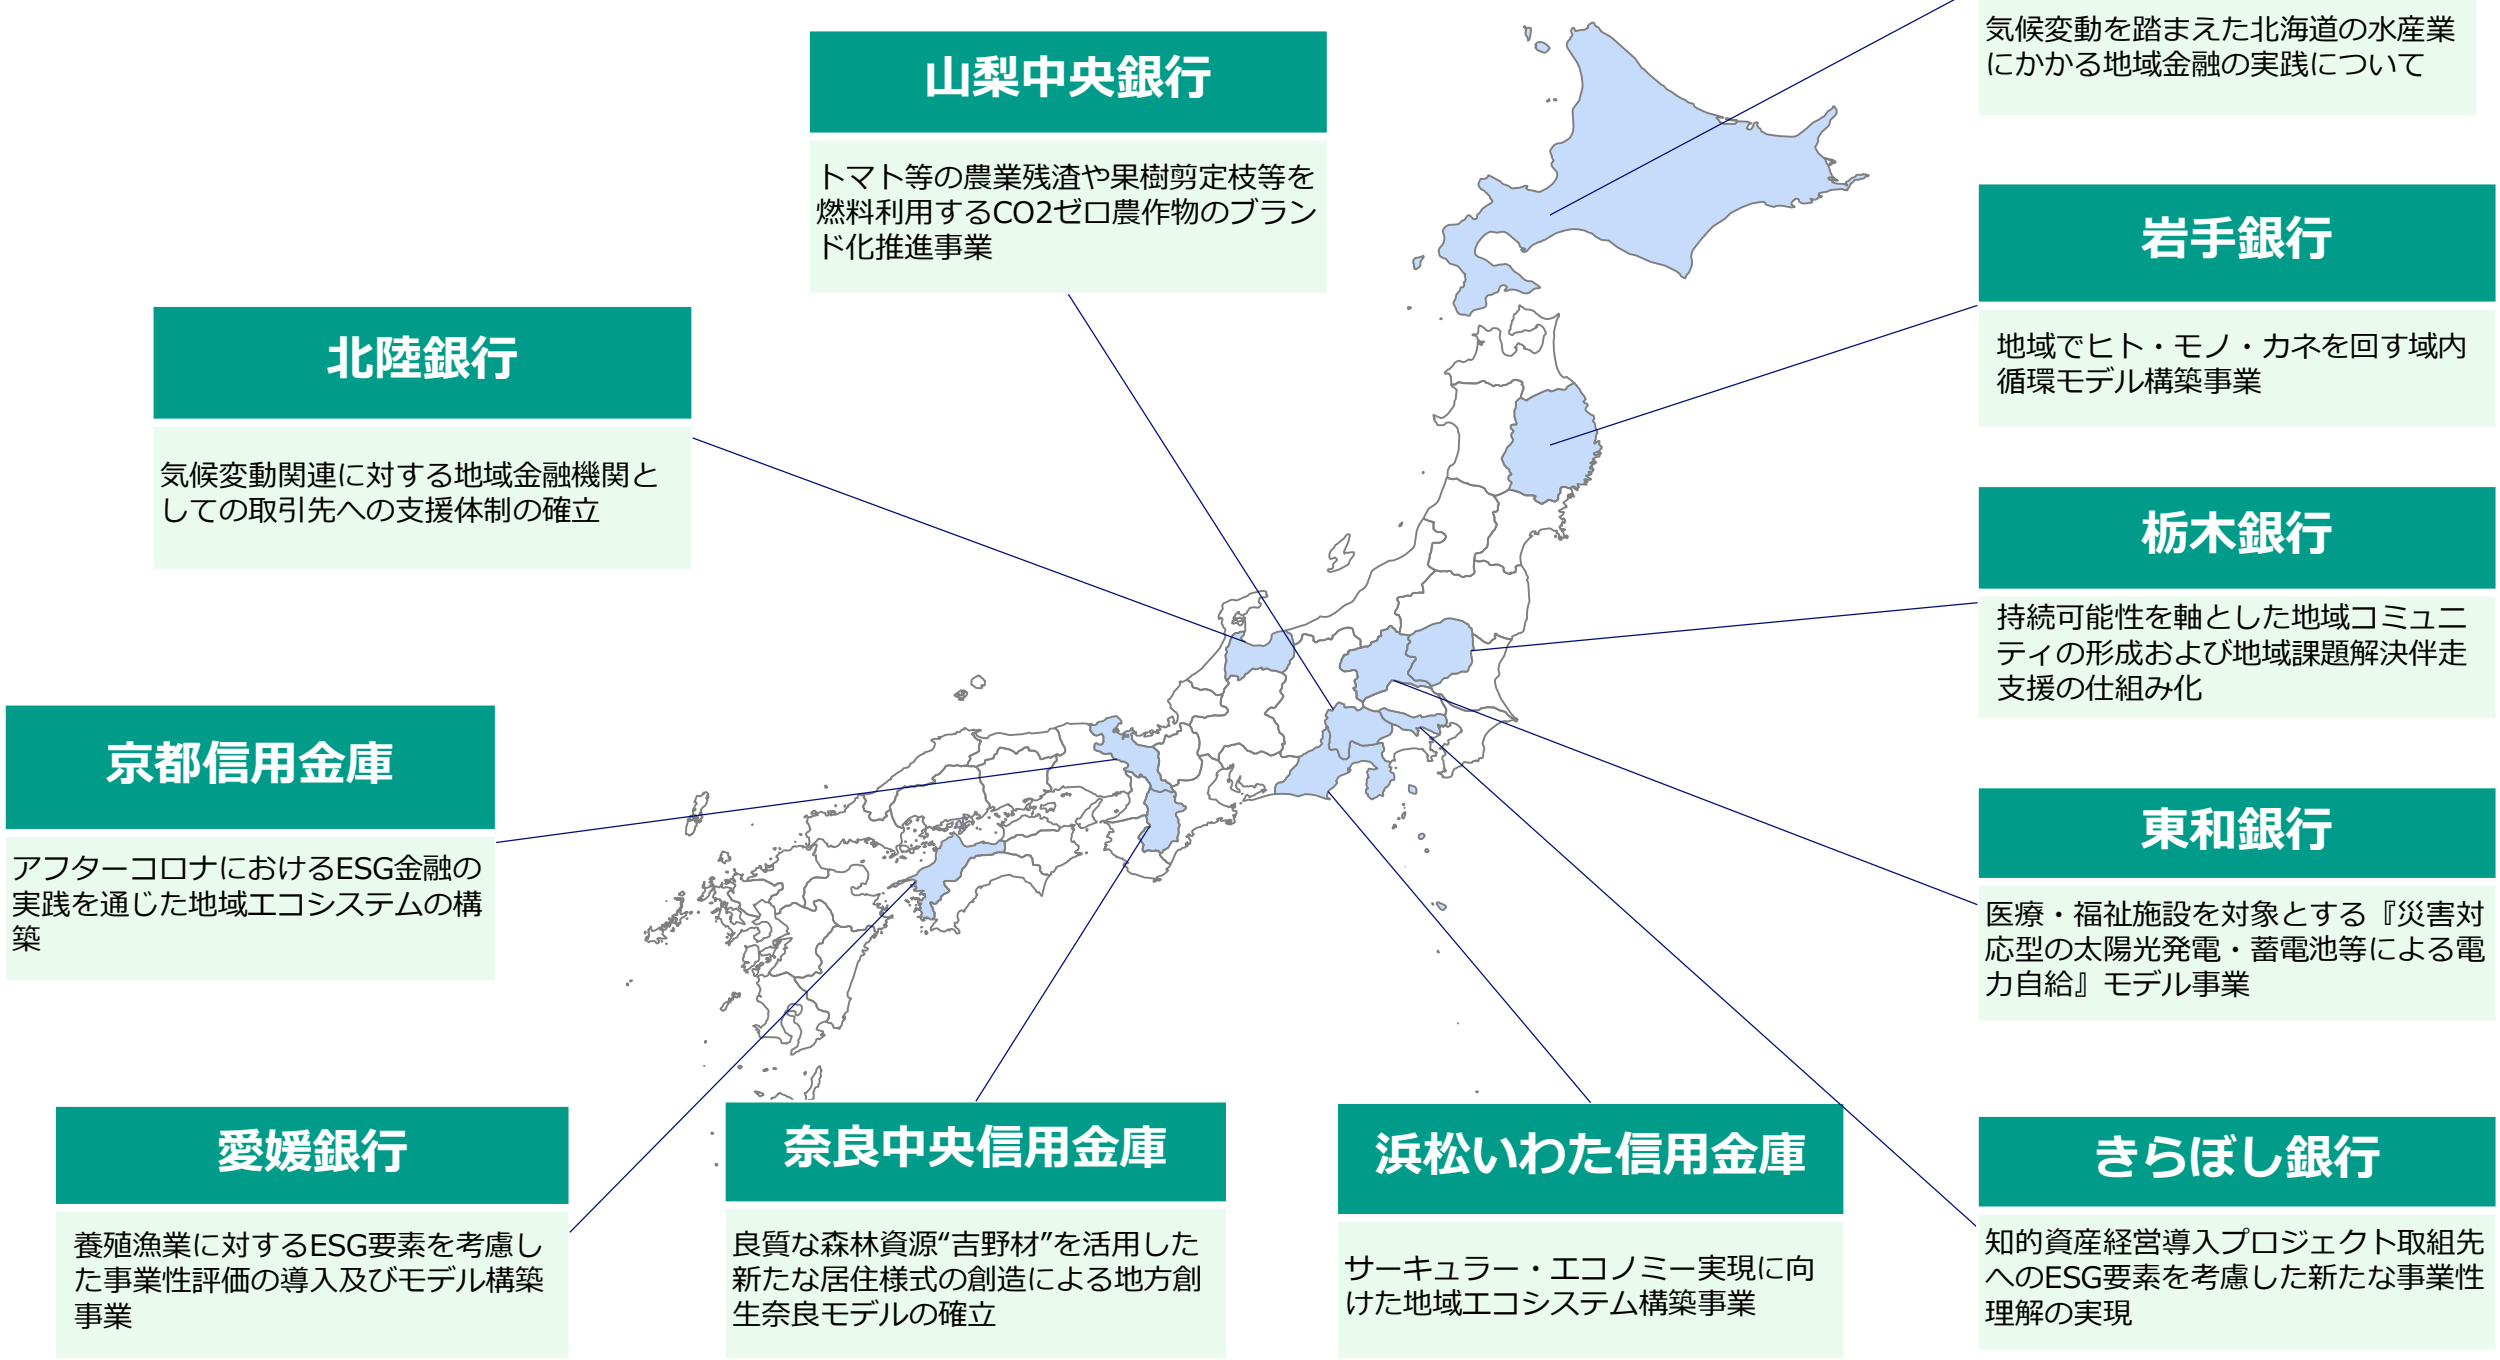 気候変動を踏まえた北海道の水産業
にかかる地域金融の実践について
山梨中央銀行
トマト等の農業残渣や果樹剪定枝等を
燃料利用するCO2ゼロ農作物のブラン
ド化推進事業
岩手銀行
地域でヒト・モノ・カネを回す域内
循環モデル構築事業
北陸銀行
気候変動関連に対する地域金融機関と
しての取引先への支援体制の確立
栃木銀行
持続可能性を軸とした地域コミュニ
ティの形成および地域課題解決伴走
支援の仕組み化
京都信用金庫
アフターコロナにおけるESG金融の
実践を通じた地域エコシステムの構
築
東和銀行
医療・福祉施設を対象とする『災害対
応型の太陽光発電・蓄電池等による電
力自給』モデル事業
愛媛銀行
養殖漁業に対するESG要素を考慮し
た事業性評価の導入及びモデル構築
事業
奈良中央信用金庫
良質な森林資源“吉野材”を活用した
新たな居住様式の創造による地方創
生奈良モデルの確立
浜松いわた信用金庫
サーキュラー・エコノミー実現に向
けた地域エコシステム構築事業
きらぼし銀行
知的資産経営導入プロジェクト取組先
へのESG要素を考慮した新たな事業性
理解の実現